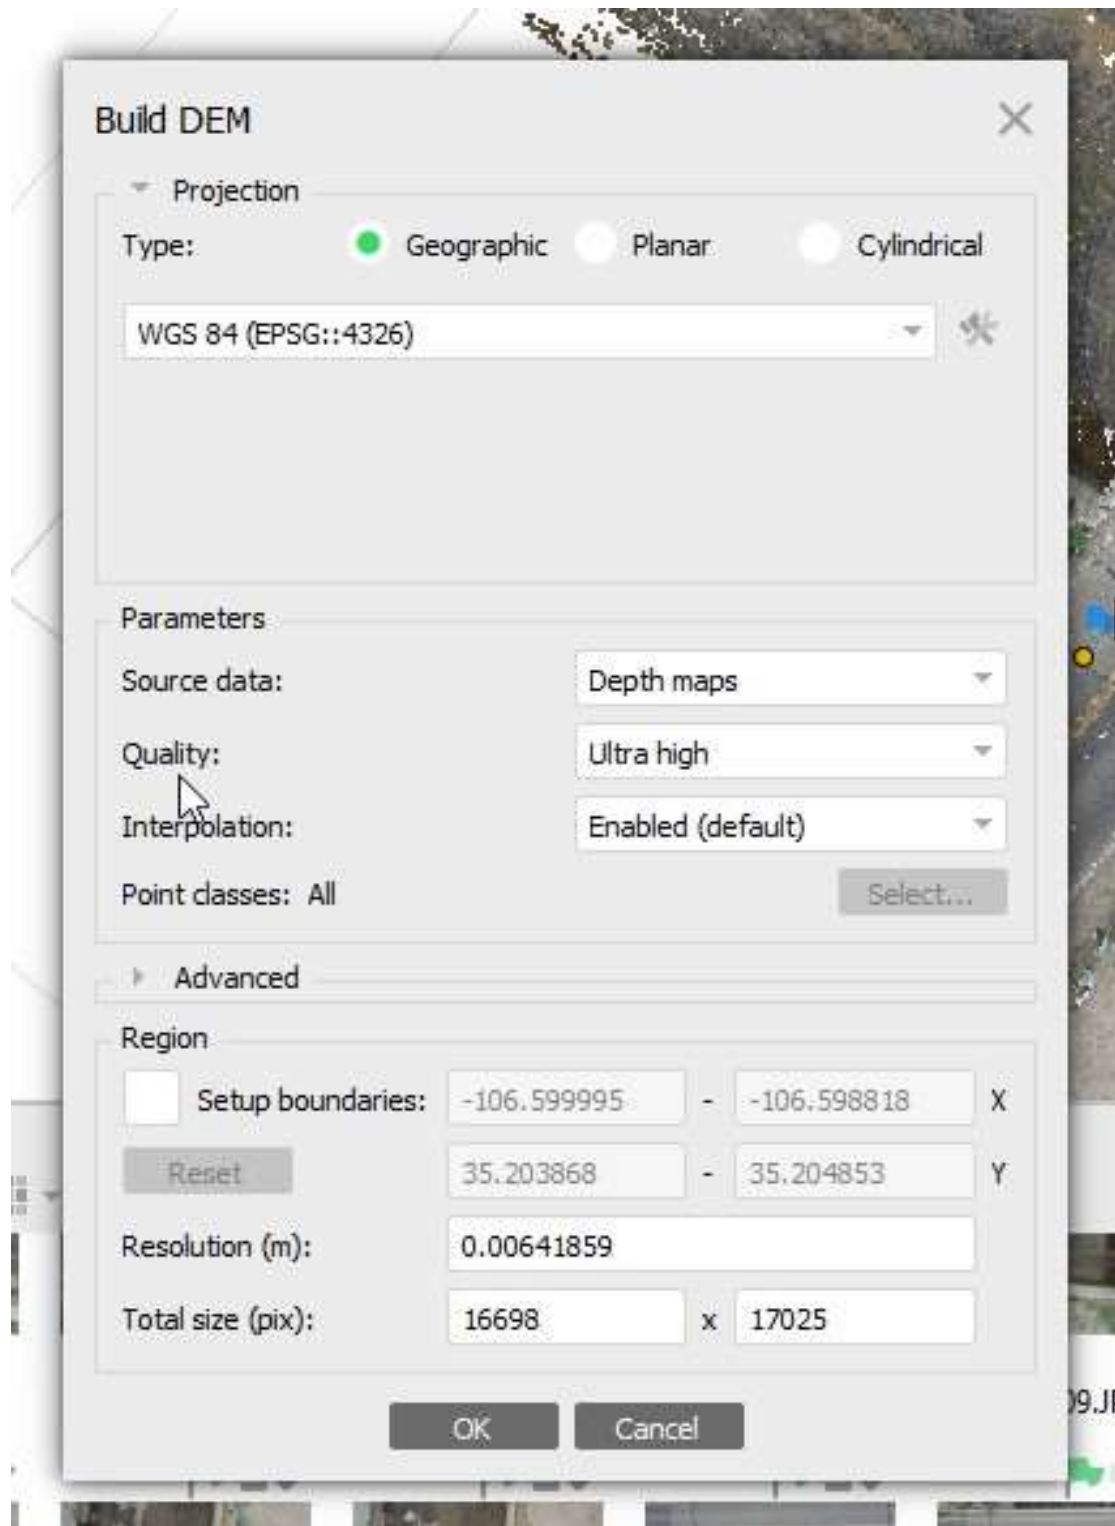 Build DEM
Projection
Type: Geographic Planar Cylindrical
WGS 84 (EPSG::4326)
Parameters
Source data: Depth maps
Quality: Ultra high
Interpolation: Enabled (default)
Point classes: All Select...
Advanced
Region
Setup boundaries: -106.599995 - -106.598818 X
Reset 35.203868 - 35.204853 Y
Resolution (m): 0.00641859
Total size (pix): 16698 x 17025
09.JP
OK Cancel